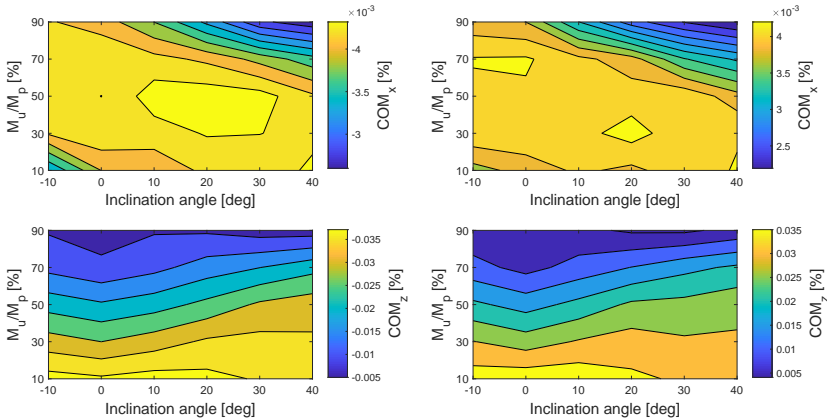 ×10⁻³
×10⁻³
90
70
50
30
10
M_u/M_p [%]
-10 0 10 20 30 40
Inclination angle [deg]
-4
-3.5
-3
COM_x [%]
90
70
50
30
10
M_u/M_p [%]
-10 0 10 20 30 40
Inclination angle [deg]
4
3.5
3
2.5
COM_x [%]
90
70
50
30
10
M_u/M_p [%]
-10 0 10 20 30 40
Inclination angle [deg]
-0.035
-0.03
-0.025
-0.02
-0.015
-0.01
-0.005
COM_z [%]
90
70
50
30
10
M_u/M_p [%]
-10 0 10 20 30 40
Inclination angle [deg]
0.035
0.03
0.025
0.02
0.015
0.01
0.005
COM_z [%]